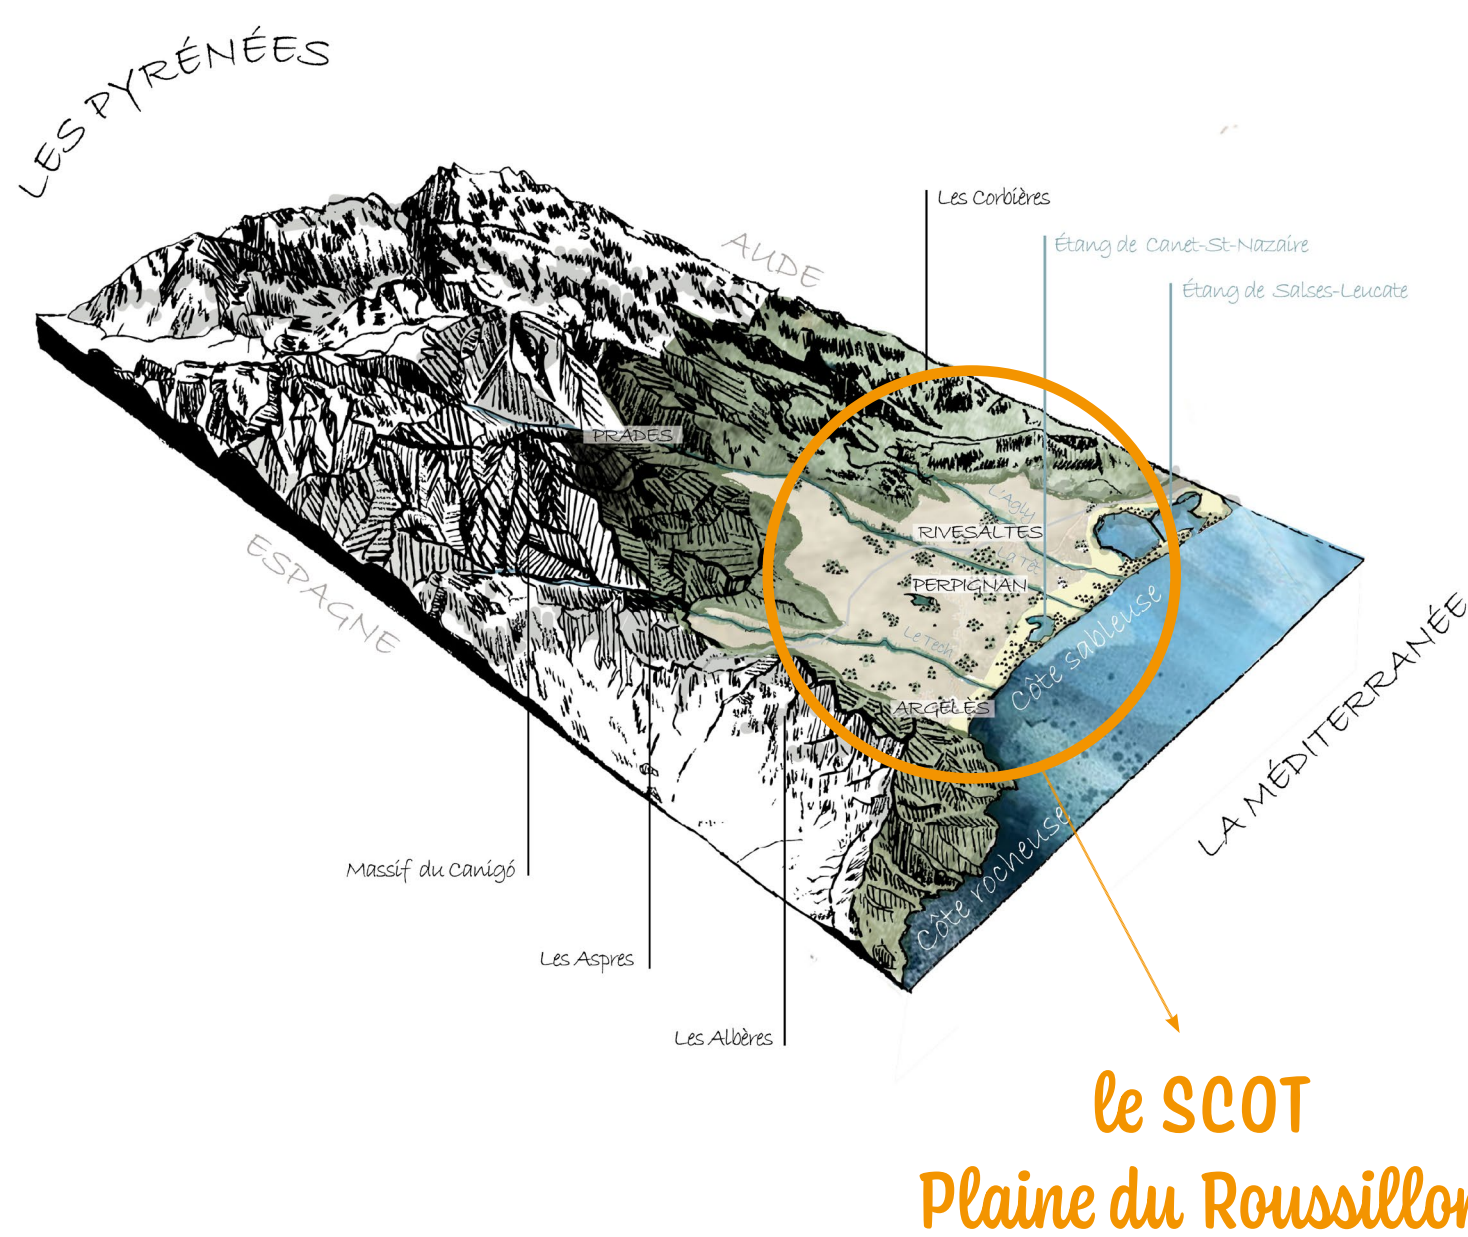 LES PYRÉNÉES
Les Corbières
AUDE
Étang de Canet-St-Nazaire
Étang de Salses-Leucate
PRADES
L'Agly
RIVESALTES
La Têt
PERPIGNAN
ESPAGNE
Le Tech
Côte sableuse
ARGELÈS
LA MÉDITERRANÉE
Côte rocheuse
Massif du Canigó
Les Aspres
Les Albères
le SCOT
Plaine du Roussillon